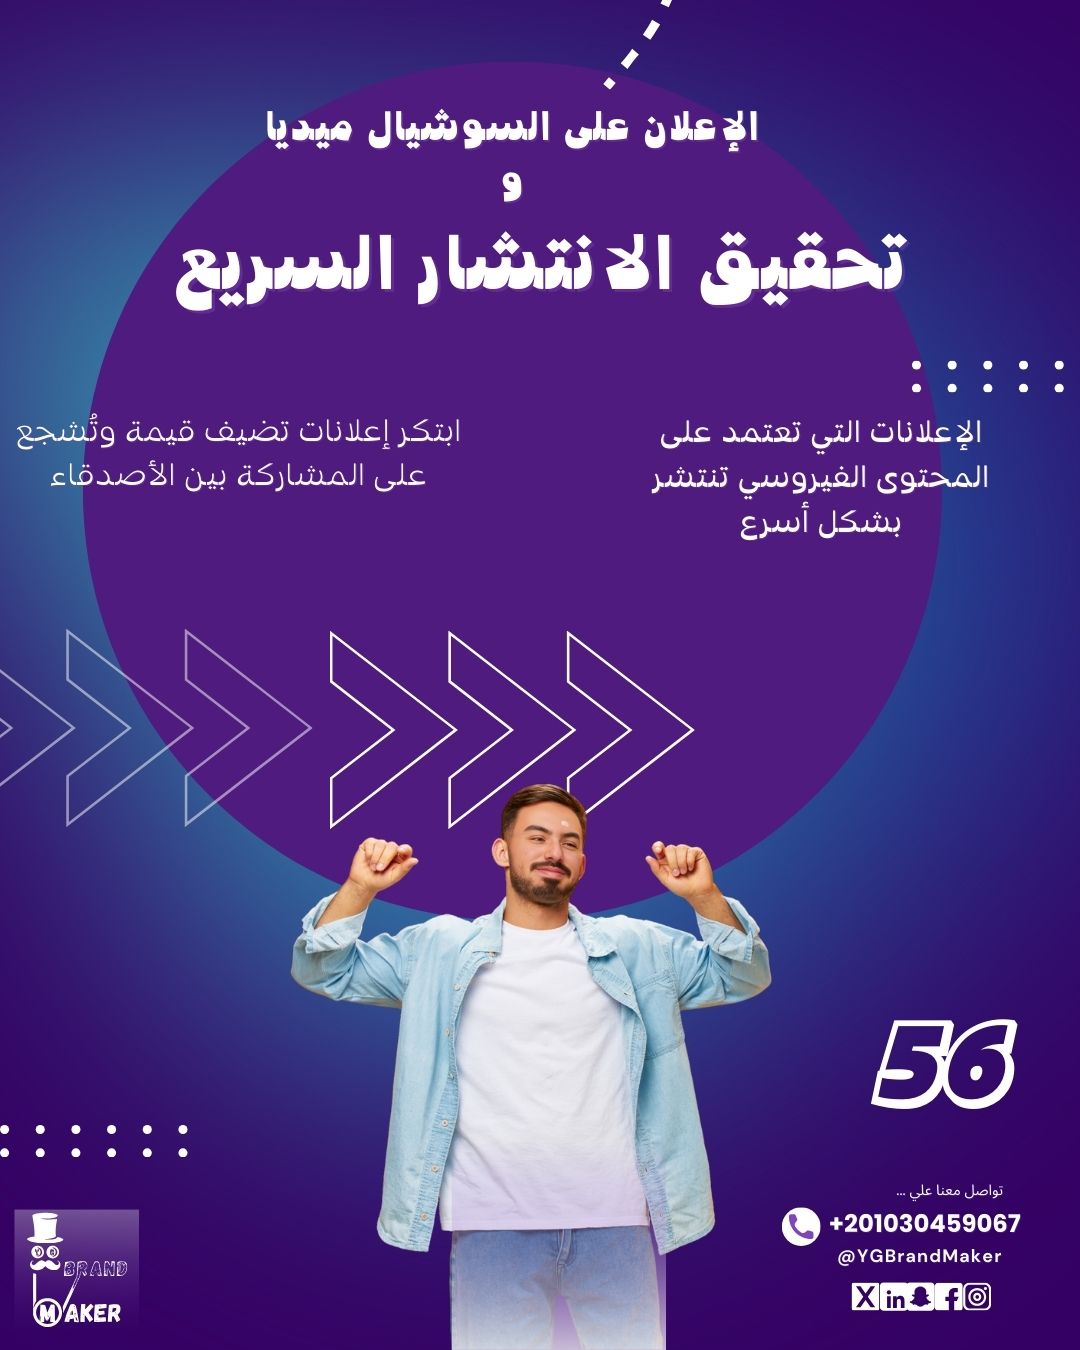 الإعلان على السوشيال ميديا
و
تحقيق الانتشار السريع
الإعلانات التي تعتمد على
المحتوى الفيروسي تنتشر
بشكل أسرع
ابتكر إعلانات تضيف قيمة وتُشجع
على المشاركة بين الأصدقاء
56
تواصل معنا علي ...
+201030459067
@YGBrandMaker
BRAND
MAKER